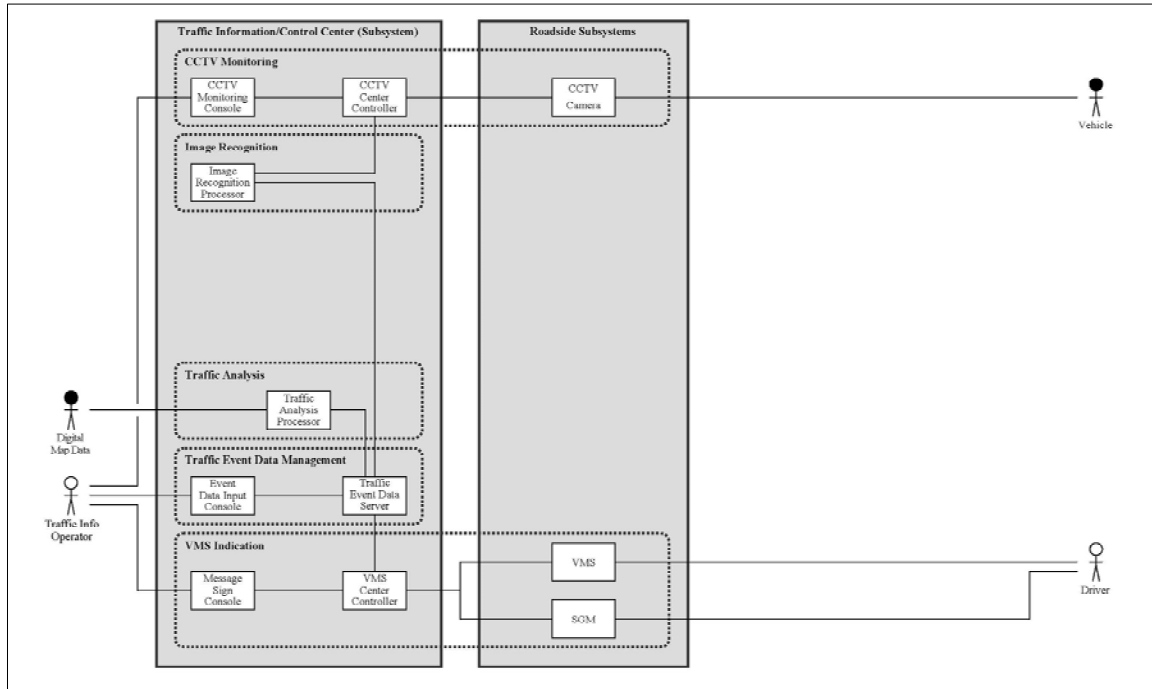 Traffic Information/Control Center (Subsystem)
Roadside Subsystems
CCTV Monitoring
CCTV
Monitoring
Console
CCTV
Center
Controller
CCTV
Camera
Vehicle
Image Recognition
Image
Recognition
Processor
Traffic Analysis
Traffic
Analysis
Processor
Digital
Map Data
Traffic Event Data Management
Event
Data Input
Console
Traffic
Event Data
Server
Traffic Info
Operator
VMS Indication
Message
Sign
Console
VMS
Center
Controller
VMS
SGM
Driver